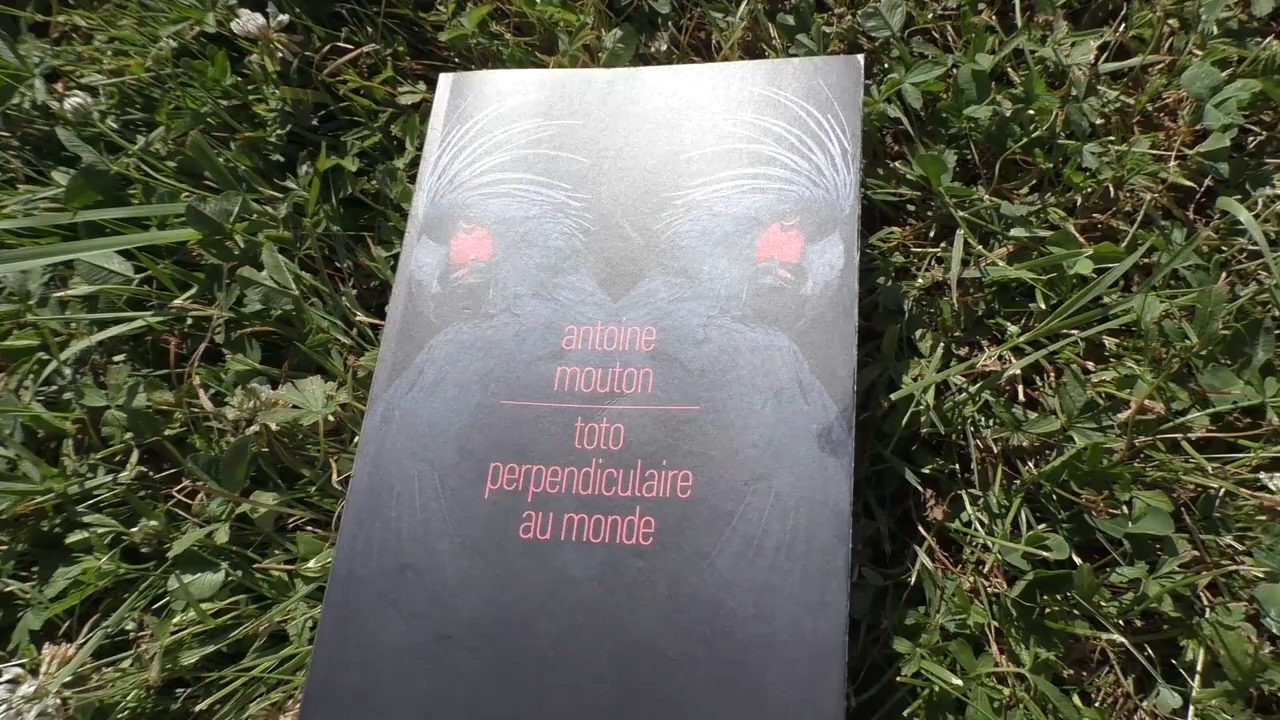 antoine
mouton
toto
perpendiculaire
au monde